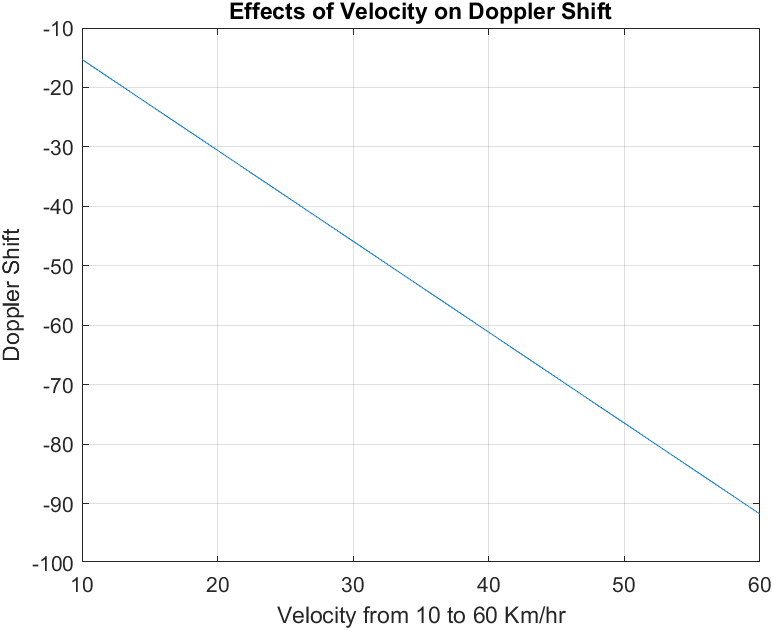 Effects of Velocity on Doppler Shift
-10
-20
-30
-40
-50
-60
-70
-80
-90
-100
Doppler Shift
10 20 30 40 50 60
Velocity from 10 to 60 Km/hr